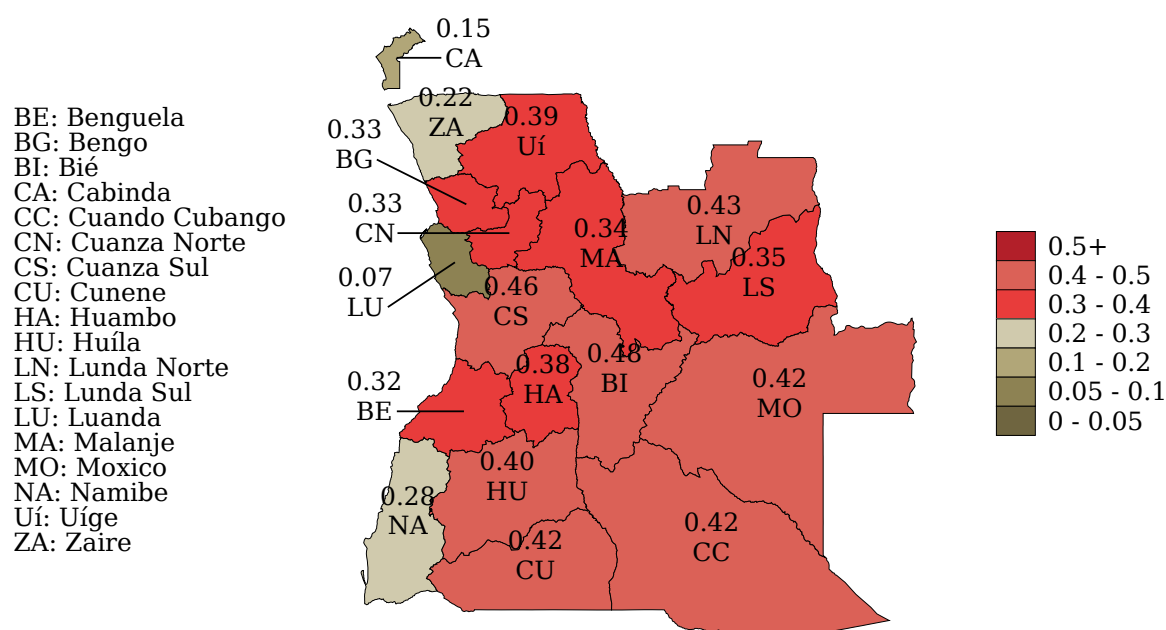 0.15
CA
0.22
ZA
0.39
Uí
0.33
BG
BE: Benguela
BG: Bengo
BI: Bié
CA: Cabinda
CC: Cuando Cubango
CN: Cuanza Norte
CS: Cuanza Sul
CU: Cunene
HA: Huambo
HU: Huíla
LN: Lunda Norte
LS: Lunda Sul
LU: Luanda
MA: Malanje
MO: Moxico
NA: Namibe
Uí: Uíge
ZA: Zaire
0.33
CN
0.43
LN
0.34
MA
0.35
LS
0.07
LU
0.46
CS
0.48
BI
0.38
HA
0.32
BE
0.42
MO
0.40
HU
0.28
NA
0.42
CU
0.42
CC
0.5+
0.4 - 0.5
0.3 - 0.4
0.2 - 0.3
0.1 - 0.2
0.05 - 0.1
0 - 0.05